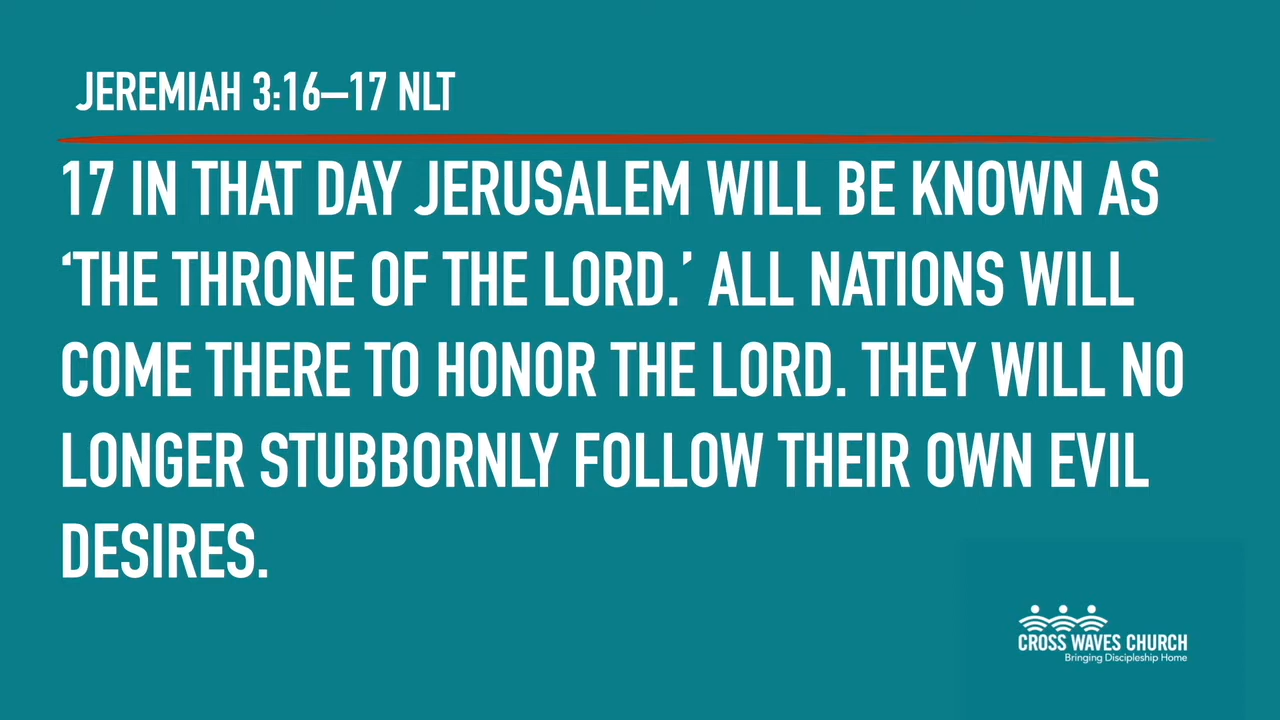 JEREMIAH 3:16–17 NLT
17 IN THAT DAY JERUSALEM WILL BE KNOWN AS
‘THE THRONE OF THE LORD.’ ALL NATIONS WILL
COME THERE TO HONOR THE LORD. THEY WILL NO
LONGER STUBBORNLY FOLLOW THEIR OWN EVIL
DESIRES.
CROSS WAVES CHURCH
Bringing Discipleship Home